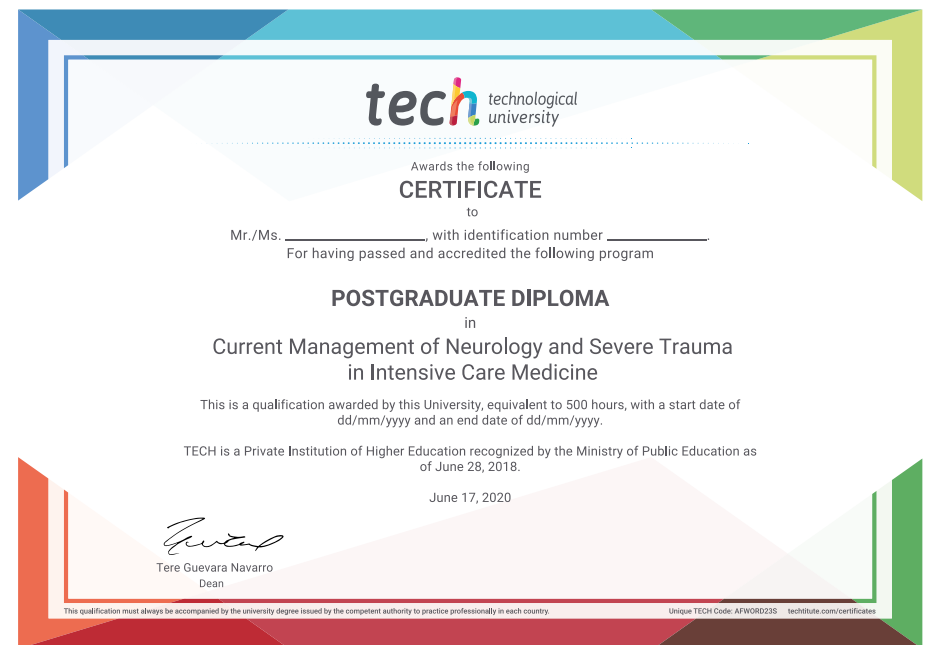 tech technological
university
Awards the following
CERTIFICATE
to
Mr./Ms. ____________________, with identification number ______________.
For having passed and accredited the following program
POSTGRADUATE DIPLOMA
in
Current Management of Neurology and Severe Trauma
in Intensive Care Medicine
This is a qualification awarded by this University, equivalent to 500 hours, with a start date of
dd/mm/yyyy and an end date of dd/mm/yyyy.
TECH is a Private Institution of Higher Education recognized by the Ministry of Public Education as
of June 28, 2018.
June 17, 2020
Tere Guevara Navarro
Dean
This qualification must always be accompanied by the university degree issued by the competent authority to practice professionally in each country. Unique TECH Code: AFWORD23S techtitute.com/certificates